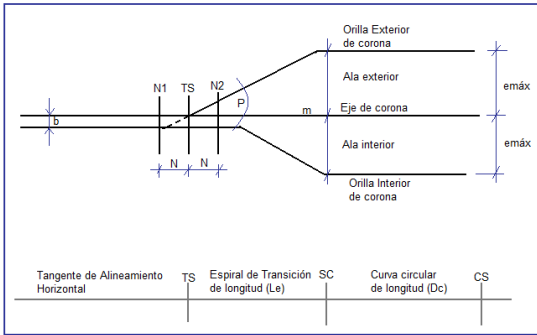 Orilla Exterior
de corona
Ala exterior
emáx
N1
TS
N2
P
m
Eje de corona
b
Ala interior
emáx
N
N
Orilla Interior
de corona
Tangente de Alineamiento
Horizontal
TS
Espiral de Transición
de longitud (Le)
SC
Curva circular
de longitud (Dc)
CS